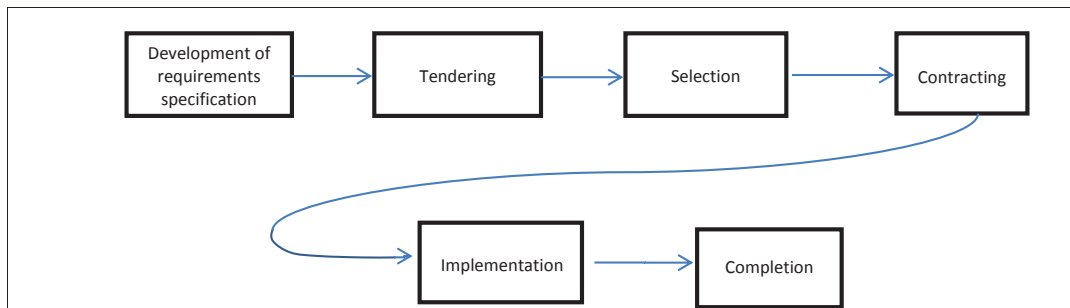 Development of
requirements
specification
Tendering
Selection
Contracting
Implementation
Completion